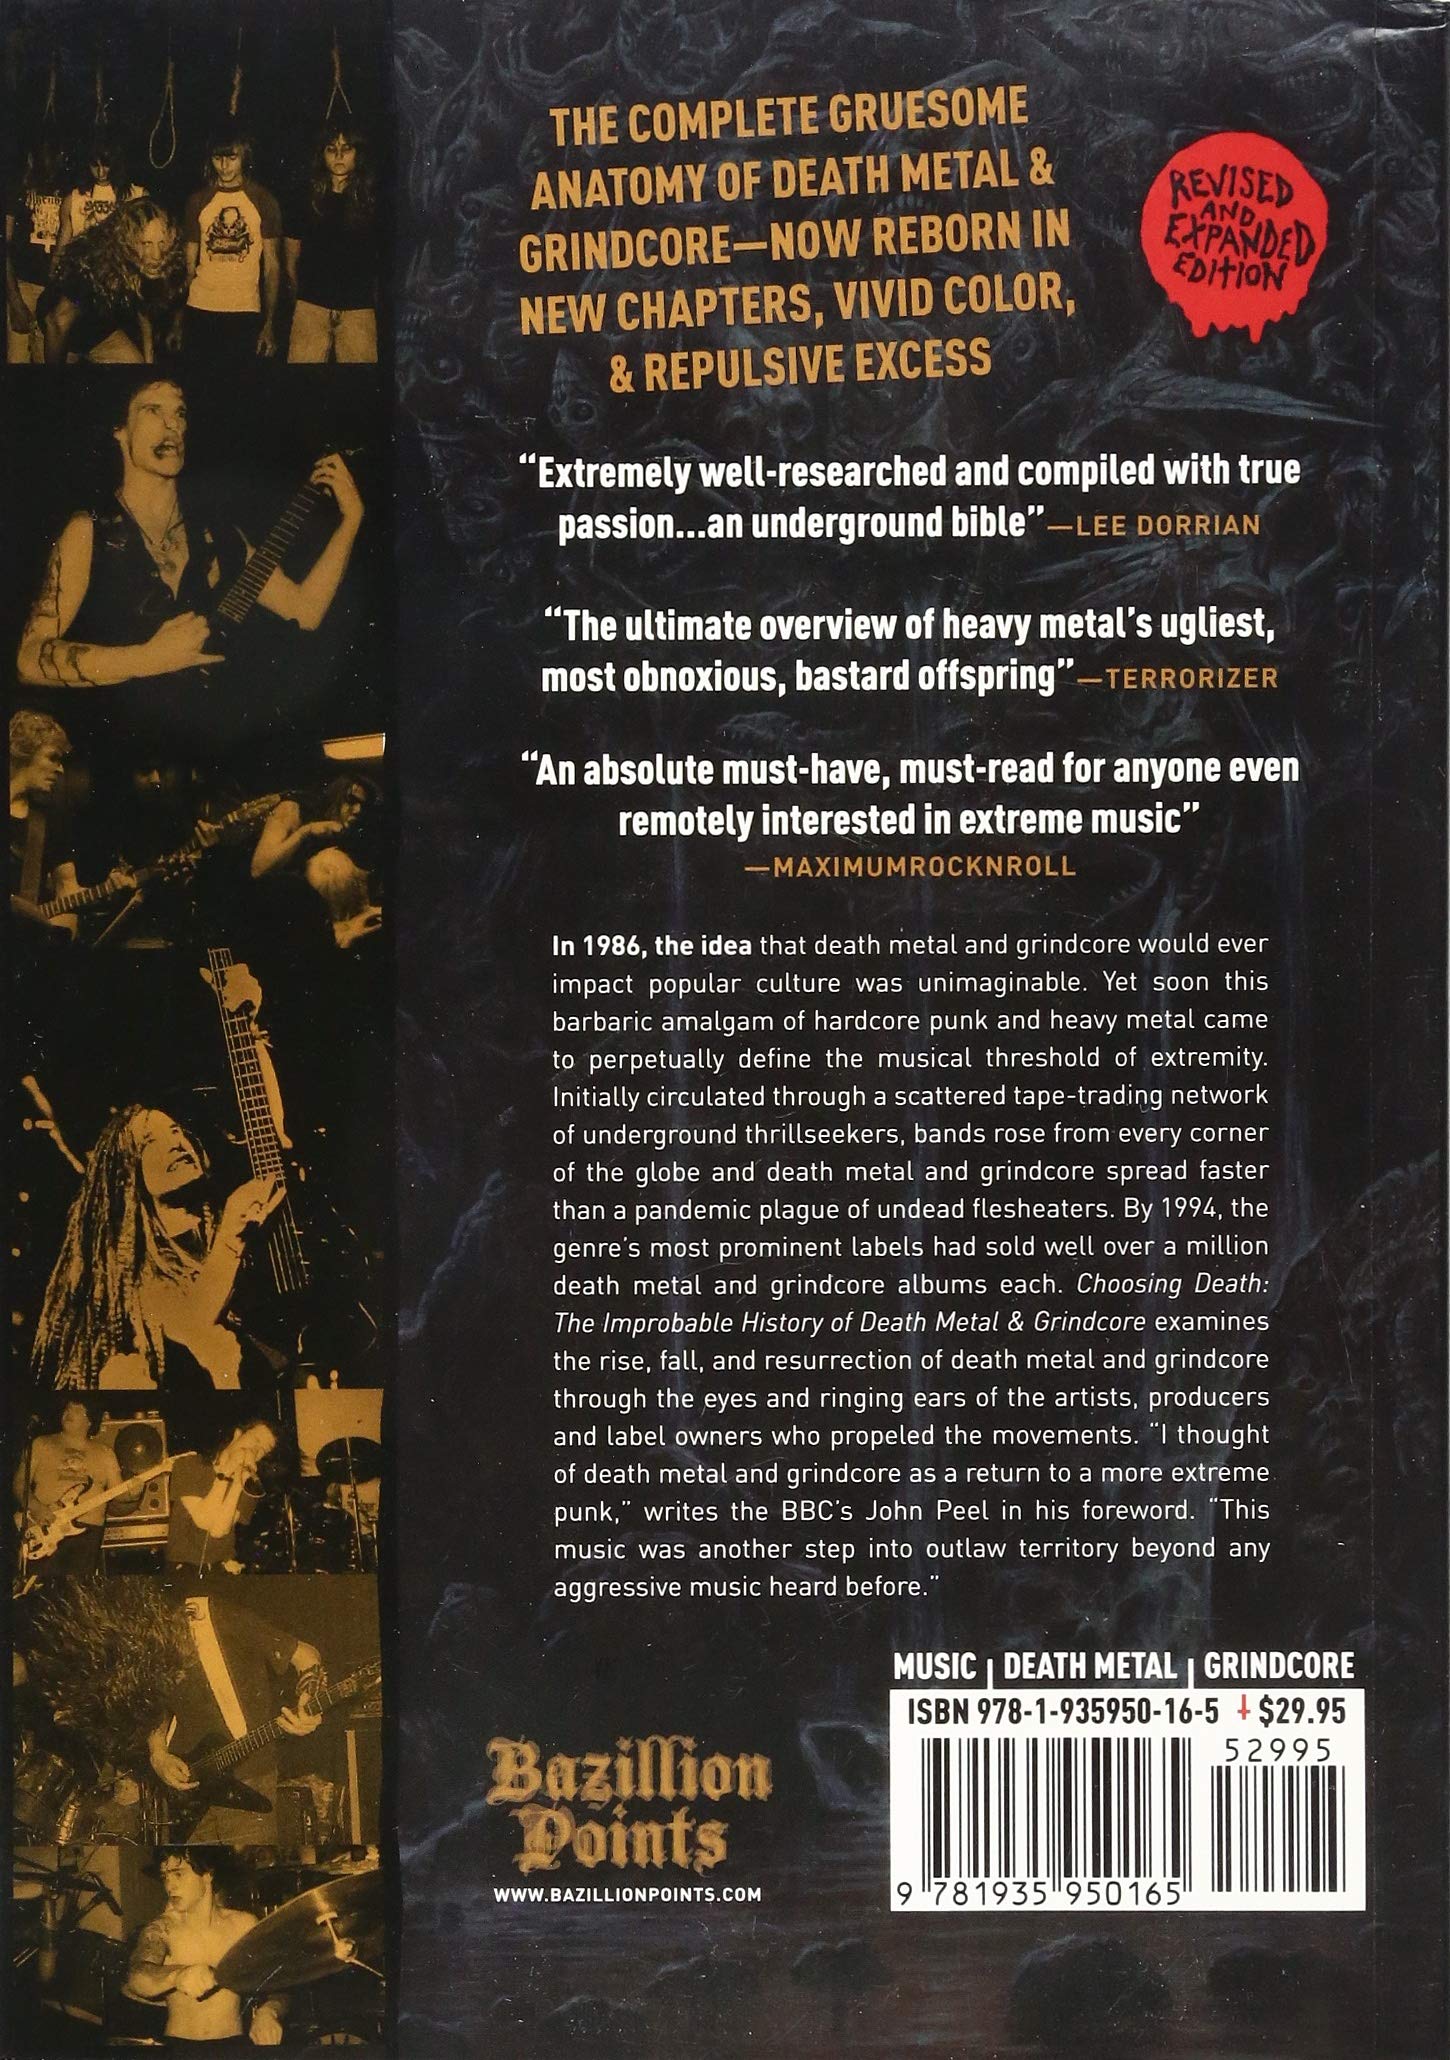 THE COMPLETE GRUESOME
ANATOMY OF DEATH METAL &
GRINDCORE—NOW REBORN IN
NEW CHAPTERS, VIVID COLOR,
& REPULSIVE EXCESS
REVISED
AND
EXPANDED
EDITION
“Extremely well-researched and compiled with true
passion...an underground bible”—LEE DORRIAN
“The ultimate overview of heavy metal’s ugliest,
most obnoxious, bastard offspring”—TERRORIZER
“An absolute must-have, must-read for anyone even
remotely interested in extreme music”
—MAXIMUMROCKNROLL
In 1986, the idea that death metal and grindcore would ever
impact popular culture was unimaginable. Yet soon this
barbaric amalgam of hardcore punk and heavy metal came
to perpetually define the musical threshold of extremity.
Initially circulated through a scattered tape-trading network
of underground thrillseekers, bands rose from every corner
of the globe and death metal and grindcore spread faster
than a pandemic plague of undead flesheaters. By 1994, the
genre’s most prominent labels had sold well over a million
death metal and grindcore albums each. Choosing Death:
The Improbable History of Death Metal & Grindcore examines
the rise, fall, and resurrection of death metal and grindcore
through the eyes and ringing ears of the artists, producers
and label owners who propeled the movements. “I thought
of death metal and grindcore as a return to a more extreme
punk,” writes the BBC’s John Peel in his foreword. “This
music was another step into outlaw territory beyond any
aggressive music heard before.”
MUSIC | DEATH METAL | GRINDCORE
ISBN 978-1-935950-16-5 $29.95
52995
9 781935 950165
Bazillion
Points
WWW.BAZILLIONPOINTS.COM